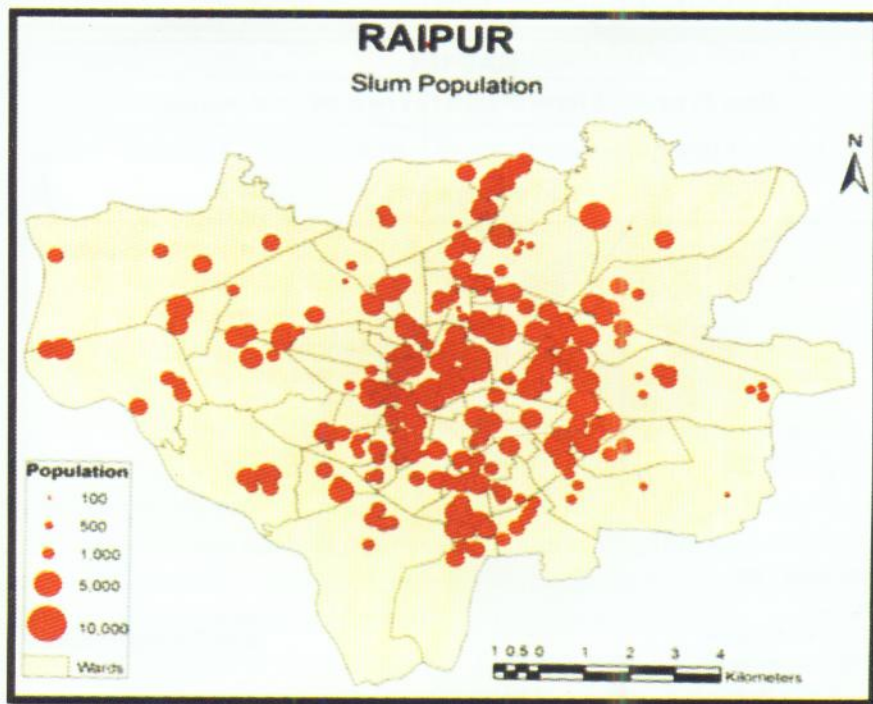 RAIPUR
Slum Population
N
Population
100
500
1,000
5,000
10,000
Wards
1 0.5 0 1 2 3 4
Kilometers